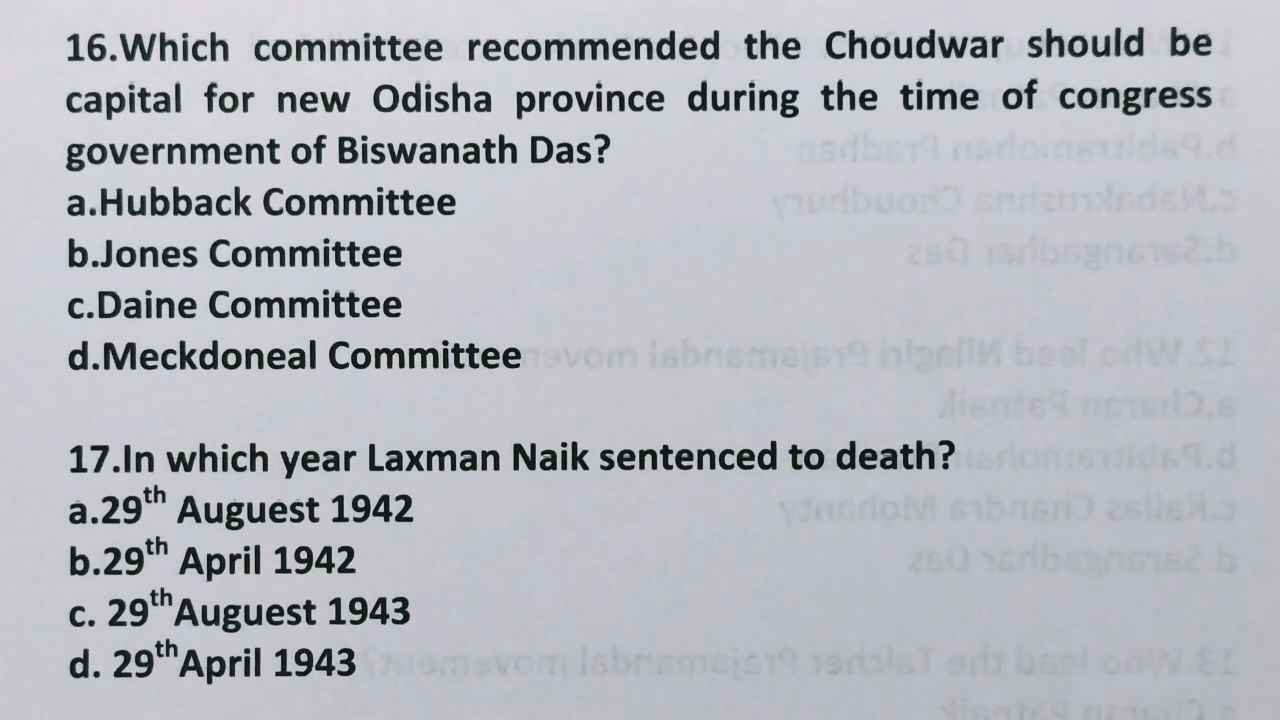 16.Which committee recommended the Choudwar should be
capital for new Odisha province during the time of congress
government of Biswanath Das?
a.Hubback Committee
b.Jones Committee
c.Daine Committee
d.Meckdoneal Committee
17.In which year Laxman Naik sentenced to death?
a.29th Auguest 1942
b.29th April 1942
c. 29thAuguest 1943
d. 29thApril 1943